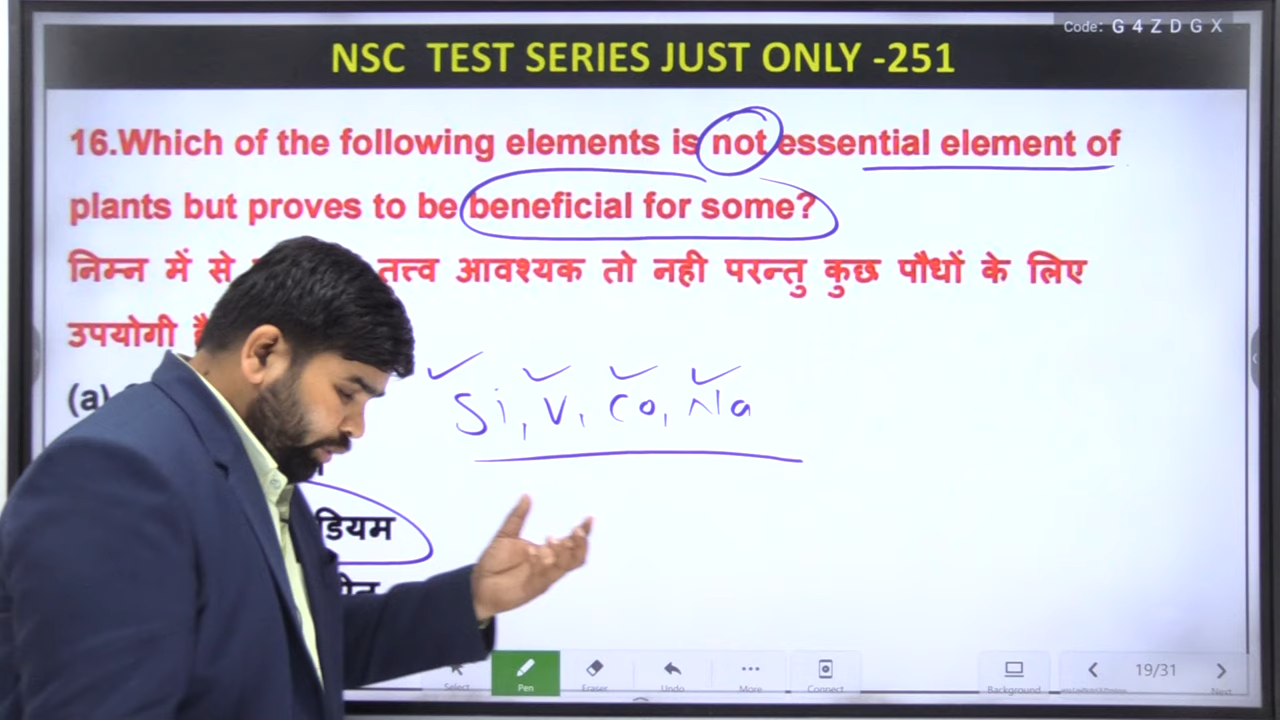 Code: G 4 Z D G X
NSC TEST SERIES JUST ONLY -251
16.Which of the following elements is not essential element of
plants but proves to be beneficial for some?
निम्न में से तत्त्व आवश्यक तो नही परन्तु कुछ पौधों के लिए
उपयोगी
(a)
Si, V, Co, Na
डियम
Select Pen Eraser Undo More Connect Background 19/31 Next